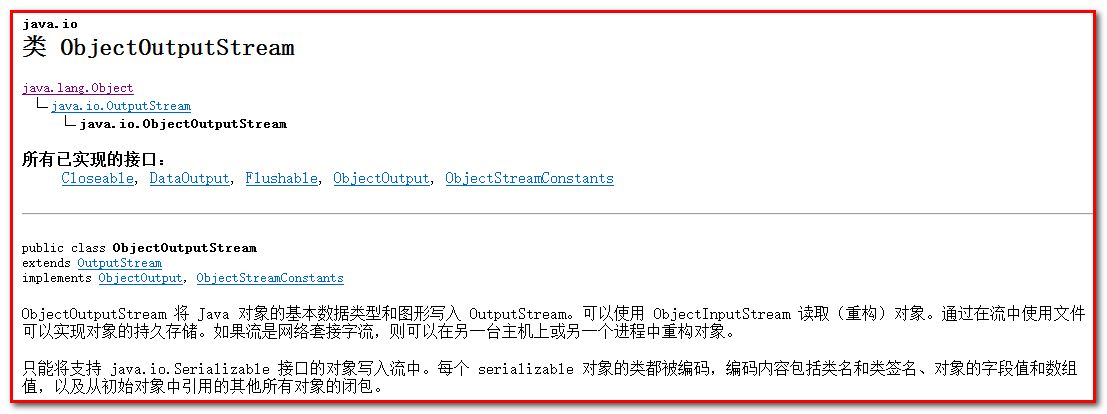 java.io
类 ObjectOutputStream
java.lang.Object
java.io.OutputStream
java.io.ObjectOutputStream
所有已实现的接口：
Closeable, DataOutput, Flushable, ObjectOutput, ObjectStreamConstants
public class ObjectOutputStream
extends OutputStream
implements ObjectOutput, ObjectStreamConstants
ObjectOutputStream 将 Java 对象的基本数据类型和图形写入 OutputStream。可以使用 ObjectInputStream 读取（重构）对象。通过在流中使用文件
可以实现对象的持久存储。如果流是网络套接字流，则可以在另一台主机上或另一个进程中重构对象。
只能将支持 java.io.Serializable 接口的对象写入流中。每个 serializable 对象的类都被编码，编码内容包括类名和类签名、对象的字段值和数组
值，以及从初始对象中引用的其他所有对象的闭包。